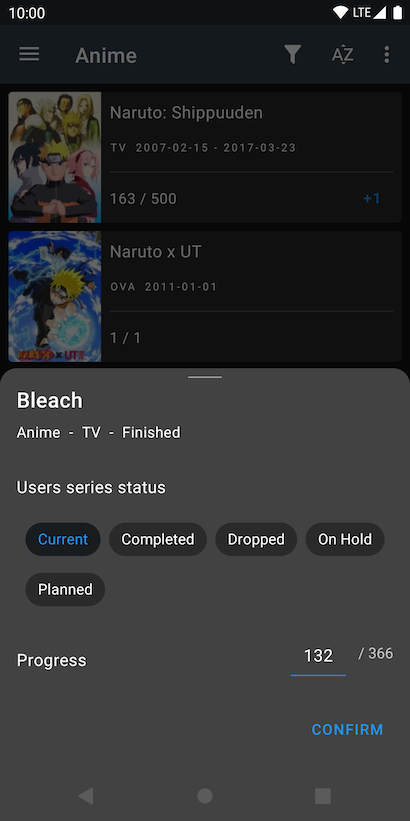 10:00
LTE
Anime
AZ
Naruto: Shippuuden
TV 2007-02-15 - 2017-03-23
163 / 500
+1
Naruto x UT
OVA 2011-01-01
NARUTO x UT
1 / 1
Bleach
Anime - TV - Finished
Users series status
Current Completed Dropped On Hold
Planned
Progress 132 / 366
CONFIRM